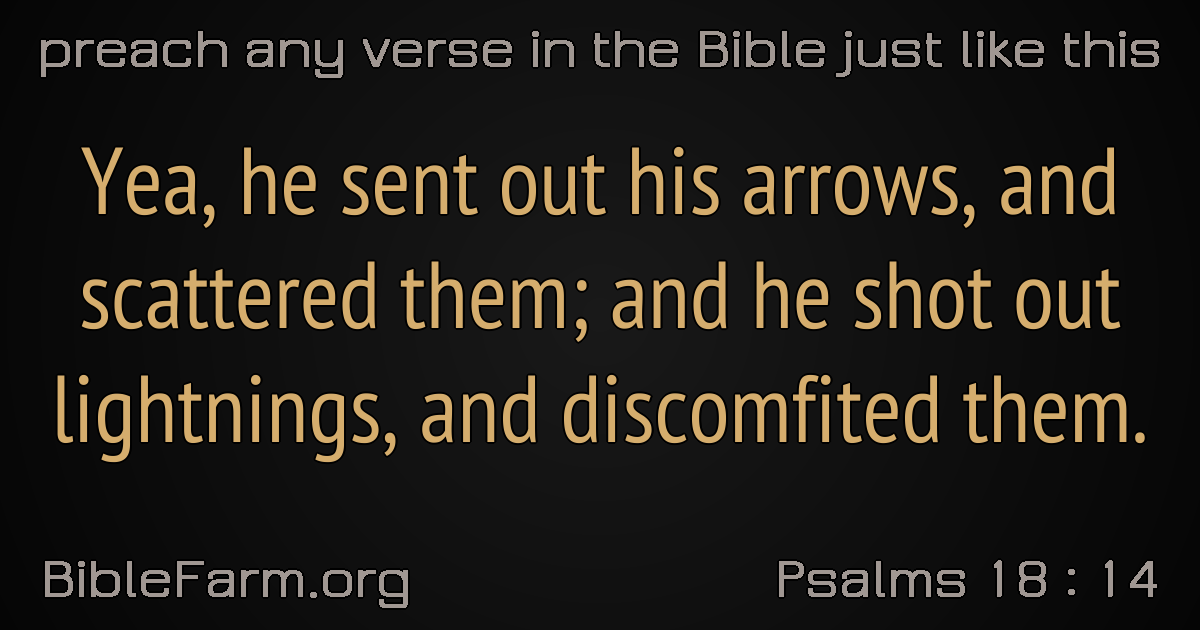 preach any verse in the Bible just like this
Yea, he sent out his arrows, and
scattered them; and he shot out
lightnings, and discomfited them.
BibleFarm.org
Psalms 18 : 14